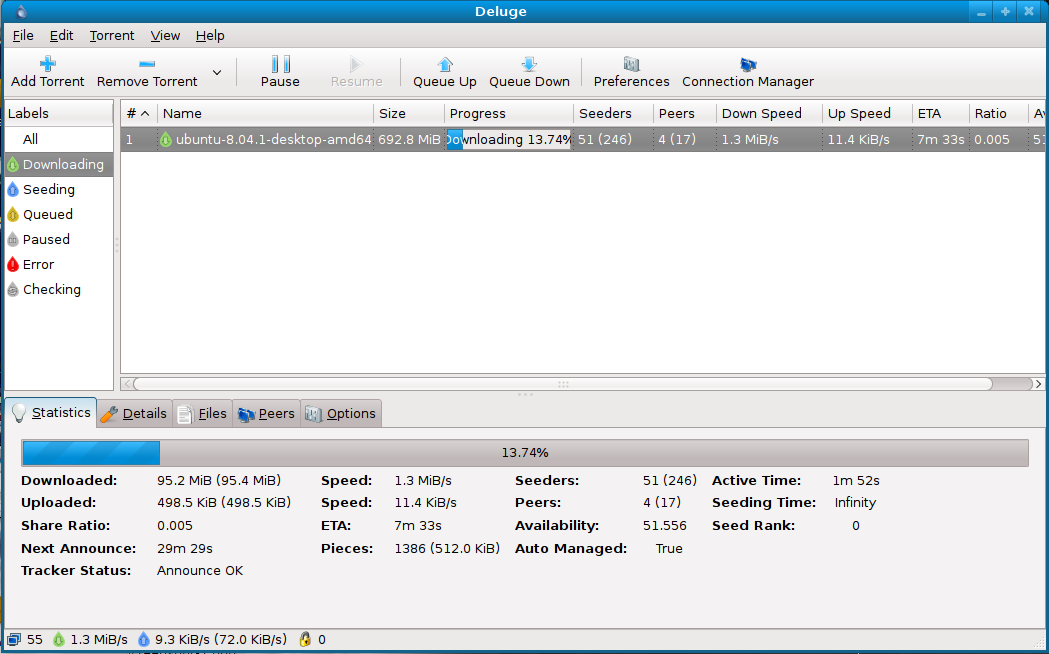 Deluge
File Edit Torrent View Help
Add Torrent Remove Torrent Pause Resume Queue Up Queue Down Preferences Connection Manager
Labels
All
Downloading
Seeding
Queued
Paused
Error
Checking
# Name Size Progress Seeders Peers Down Speed Up Speed ETA Ratio Av
1 ubuntu-8.04.1-desktop-amd64 692.8 MiB Downloading 13.74% 51 (246) 4 (17) 1.3 MiB/s 11.4 KiB/s 7m 33s 0.005 51
Statistics Details Files Peers Options
13.74%
Downloaded: 95.2 MiB (95.4 MiB) Speed: 1.3 MiB/s Seeders: 51 (246) Active Time: 1m 52s
Uploaded: 498.5 KiB (498.5 KiB) Speed: 11.4 KiB/s Peers: 4 (17) Seeding Time: Infinity
Share Ratio: 0.005 ETA: 7m 33s Availability: 51.556 Seed Rank: 0
Next Announce: 29m 29s Pieces: 1386 (512.0 KiB) Auto Managed: True
Tracker Status: Announce OK
55 1.3 MiB/s 9.3 KiB/s (72.0 KiB/s) 0